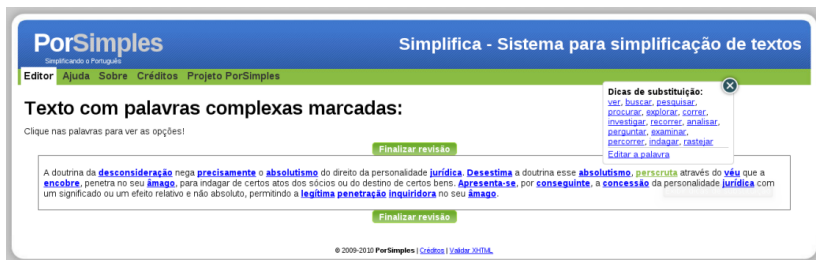 PorSimples
Simplificando o Português
Simplifica - Sistema para simplificação de textos
Editor Ajuda Sobre Créditos Projeto PorSimples
Texto com palavras complexas marcadas:
Clique nas palavras para ver as opções!
Dicas de substituição:
ver, buscar, pesquisar,
procurar, explorar, correr,
investigar, recorrer, analisar,
perguntar, examinar,
percorrer, indagar, rastejar
Editar a palavra
Finalizar revisão
A doutrina da desconsideração nega precisamente o absolutismo do direito da personalidade jurídica. Desestima a doutrina esse absolutismo, perscruta através do véu que a
encobre, penetra no seu âmago, para indagar de certos atos dos sócios ou do destino de certos bens. Apresenta-se, por conseguinte, a concessão da personalidade jurídica com
um significado ou um efeito relativo e não absoluto, permitindo a legítima penetração inquiridora no seu âmago.
Finalizar revisão
© 2009-2010 PorSimples | Créditos | Validar XHTML